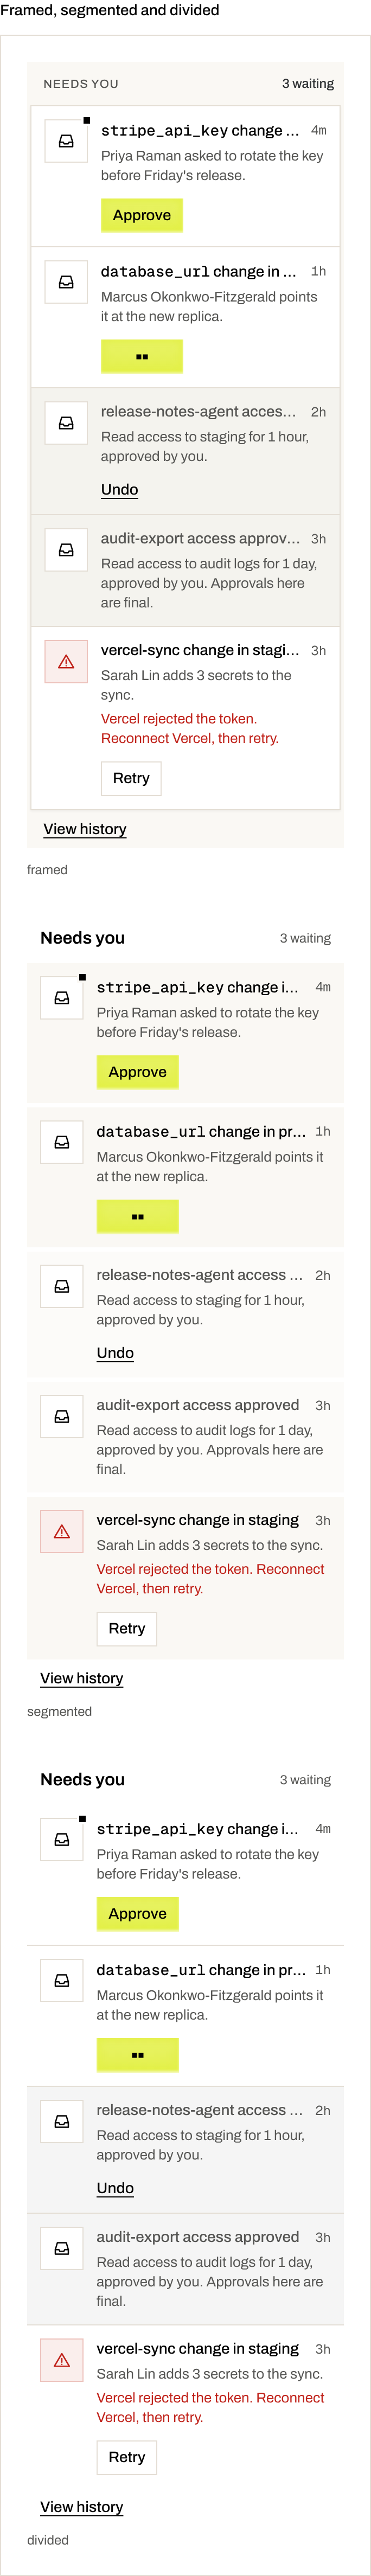 Framed, segmented and divided
NEEDS YOU 3 waiting
stripe_api_key change ... 4m
Priya Raman asked to rotate the key
before Friday's release.
Approve
database_url change in ... 1h
Marcus Okonkwo-Fitzgerald points
it at the new replica.
release-notes-agent acces... 2h
Read access to staging for 1 hour,
approved by you.
Undo
audit-export access approv... 3h
Read access to audit logs for 1 day,
approved by you. Approvals here
are final.
vercel-sync change in stagi... 3h
Sarah Lin adds 3 secrets to the
sync.
Vercel rejected the token.
Reconnect Vercel, then retry.
Retry
View history
framed
Needs you 3 waiting
stripe_api_key change i... 4m
Priya Raman asked to rotate the key
before Friday's release.
Approve
database_url change in pr... 1h
Marcus Okonkwo-Fitzgerald points it
at the new replica.
release-notes-agent access ... 2h
Read access to staging for 1 hour,
approved by you.
Undo
audit-export access approved 3h
Read access to audit logs for 1 day,
approved by you. Approvals here are
final.
vercel-sync change in staging 3h
Sarah Lin adds 3 secrets to the sync.
Vercel rejected the token. Reconnect
Vercel, then retry.
Retry
View history
segmented
Needs you 3 waiting
stripe_api_key change i... 4m
Priya Raman asked to rotate the key
before Friday's release.
Approve
database_url change in pr... 1h
Marcus Okonkwo-Fitzgerald points it
at the new replica.
release-notes-agent access ... 2h
Read access to staging for 1 hour,
approved by you.
Undo
audit-export access approved 3h
Read access to audit logs for 1 day,
approved by you. Approvals here are
final.
vercel-sync change in staging 3h
Sarah Lin adds 3 secrets to the sync.
Vercel rejected the token. Reconnect
Vercel, then retry.
Retry
View history
divided